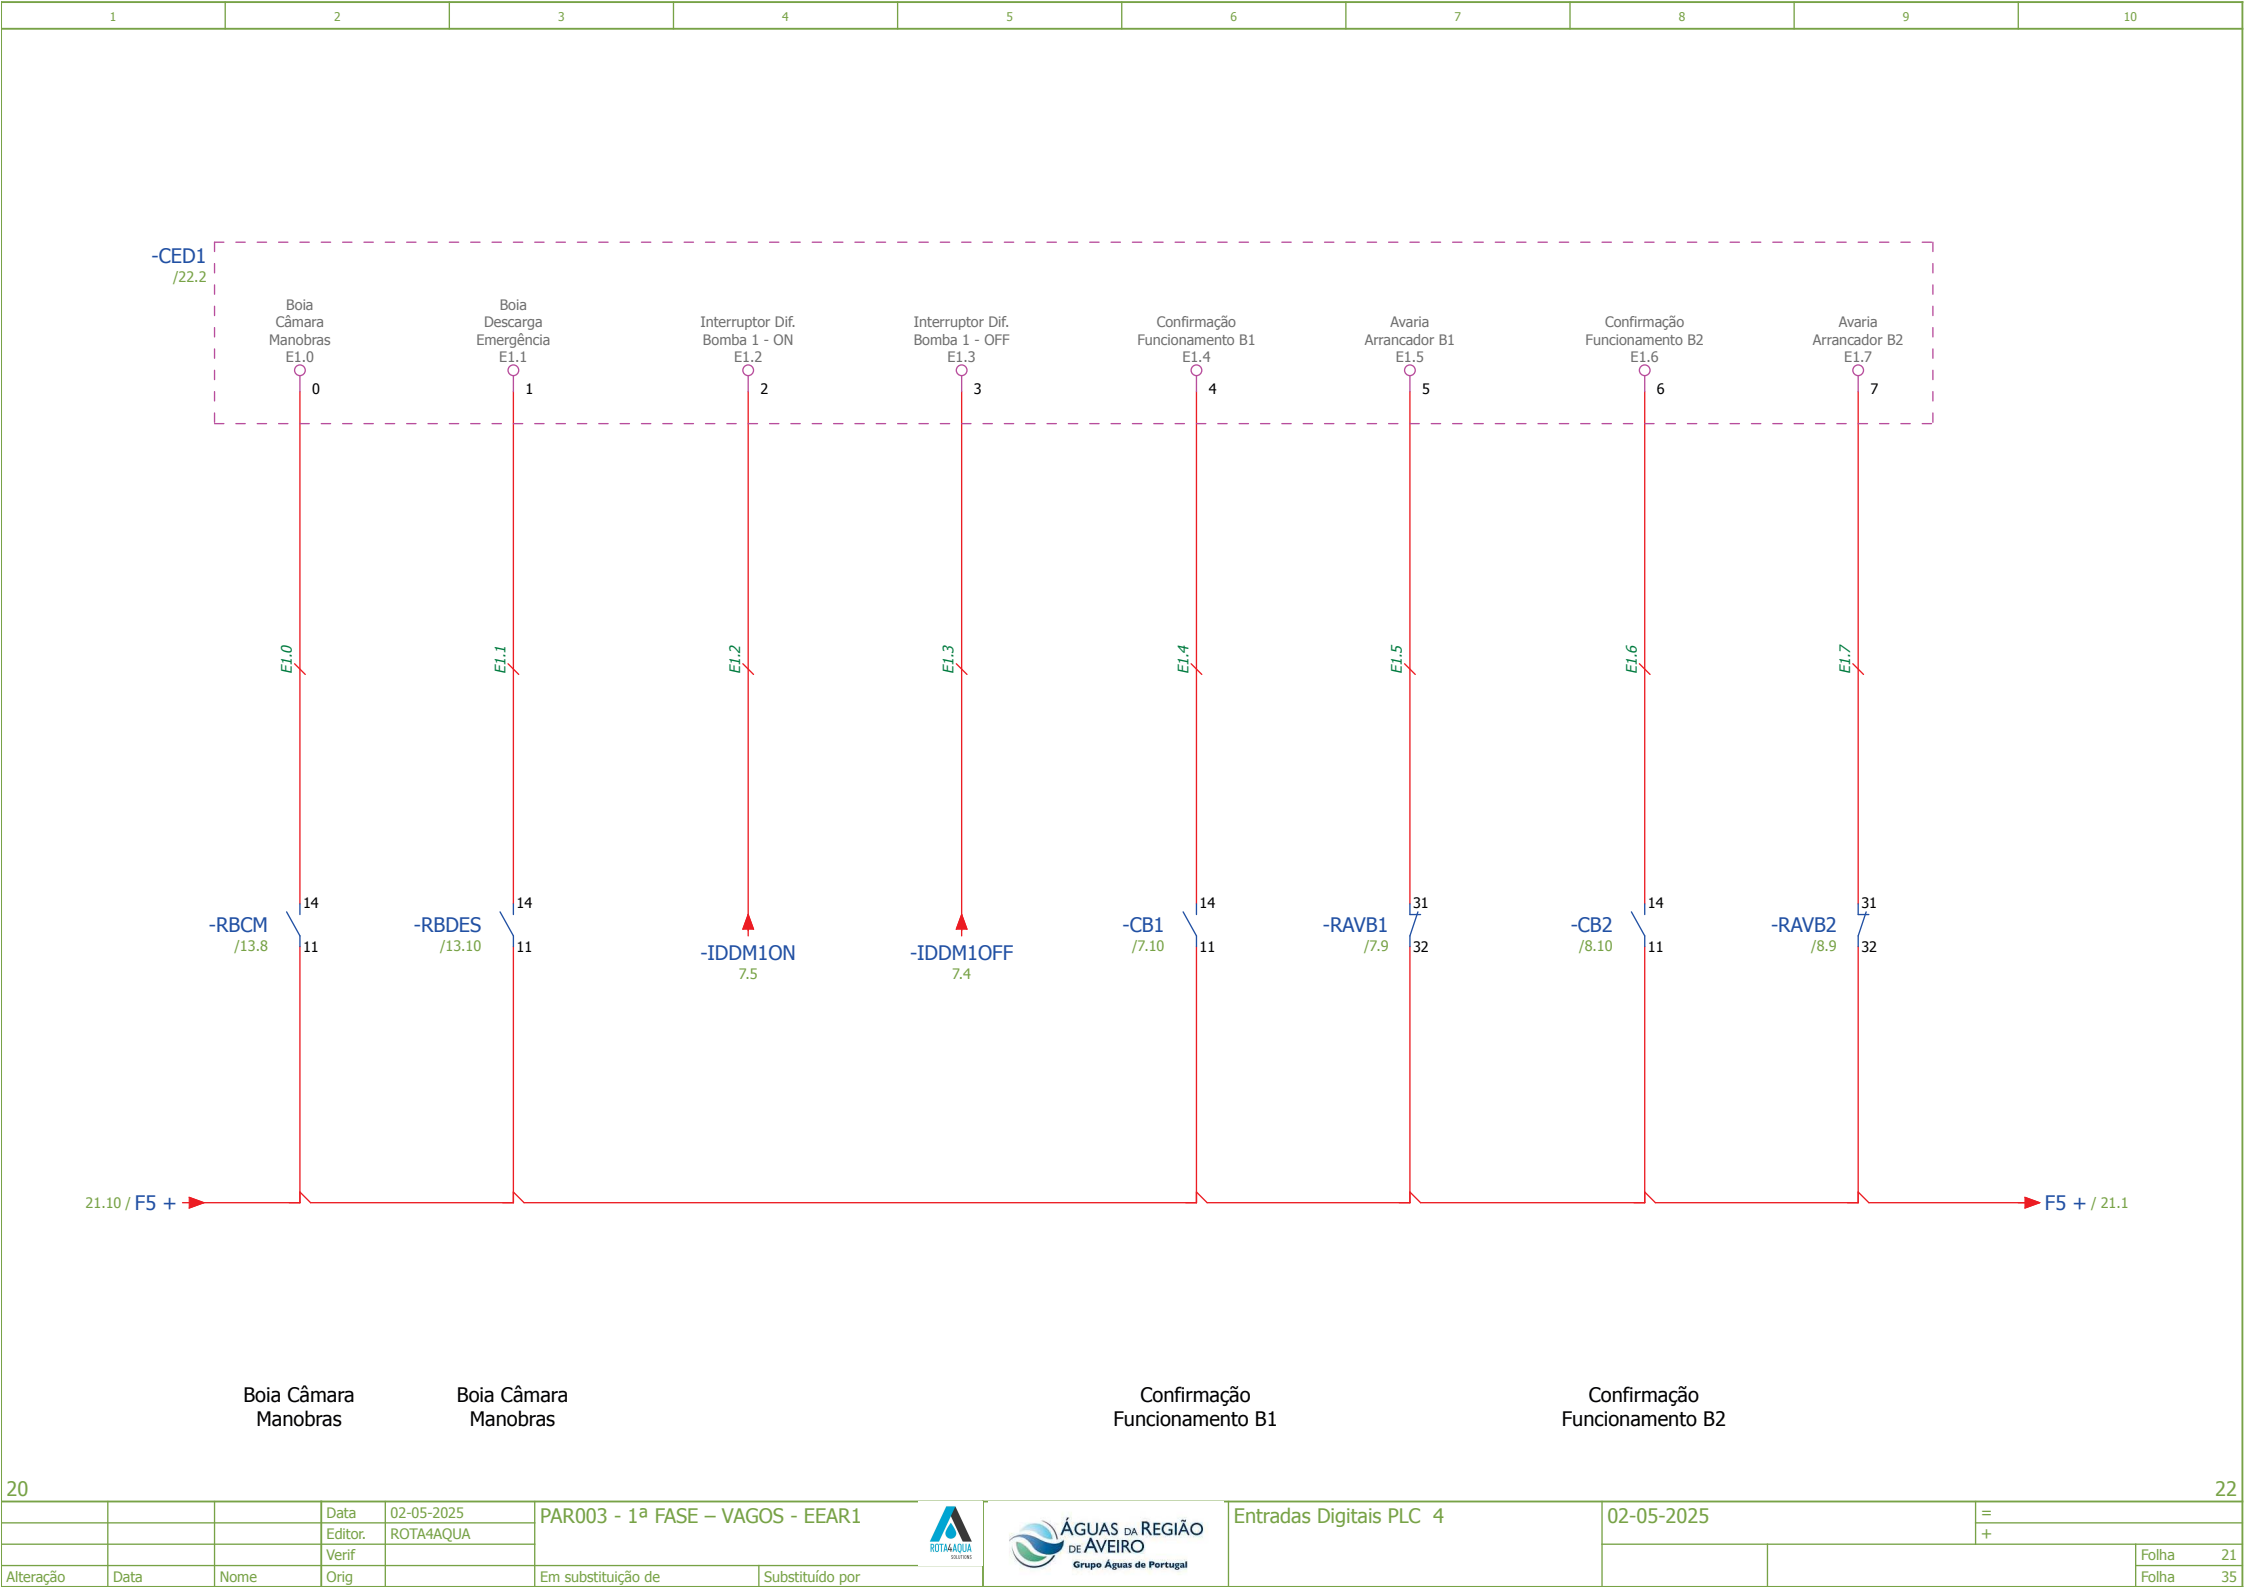 1 2 3 4 5 6 7 8 9 10
-CED1
/22.2
Boia
Câmara
Manobras
E1.0
0
Boia
Descarga
Emergência
E1.1
1
Interruptor Dif.
Bomba 1 - ON
E1.2
2
Interruptor Dif.
Bomba 1 - OFF
E1.3
3
Confirmação
Funcionamento B1
E1.4
4
Avaria
Arrancador B1
E1.5
5
Confirmação
Funcionamento B2
E1.6
6
Avaria
Arrancador B2
E1.7
7
E1.0
E1.1
E1.2
E1.3
E1.4
E1.5
E1.6
E1.7
14
-RBCM
/13.8
11
14
-RBDES
/13.10
11
-IDDM1ON
7.5
-IDDM1OFF
7.4
14
-CB1
/7.10
11
31
-RAVB1
/7.9
32
14
-CB2
/8.10
11
31
-RAVB2
/8.9
32
21.10 / F5 +
F5 + / 21.1
Boia Câmara
Manobras
Boia Câmara
Manobras
Confirmação
Funcionamento B1
Confirmação
Funcionamento B2
20
22
Data 02-05-2025
Editor. ROTA4AQUA
Verif
Alteração Data Nome Orig
PAR003 - 1ª FASE – VAGOS - EEAR1
Em substituição de
Substituído por
ROTA4AQUA
SOLUTIONS
ÁGUAS DA REGIÃO
DE AVEIRO
Grupo Águas de Portugal
Entradas Digitais PLC 4
02-05-2025
=
+
Folha 21
Folha 35